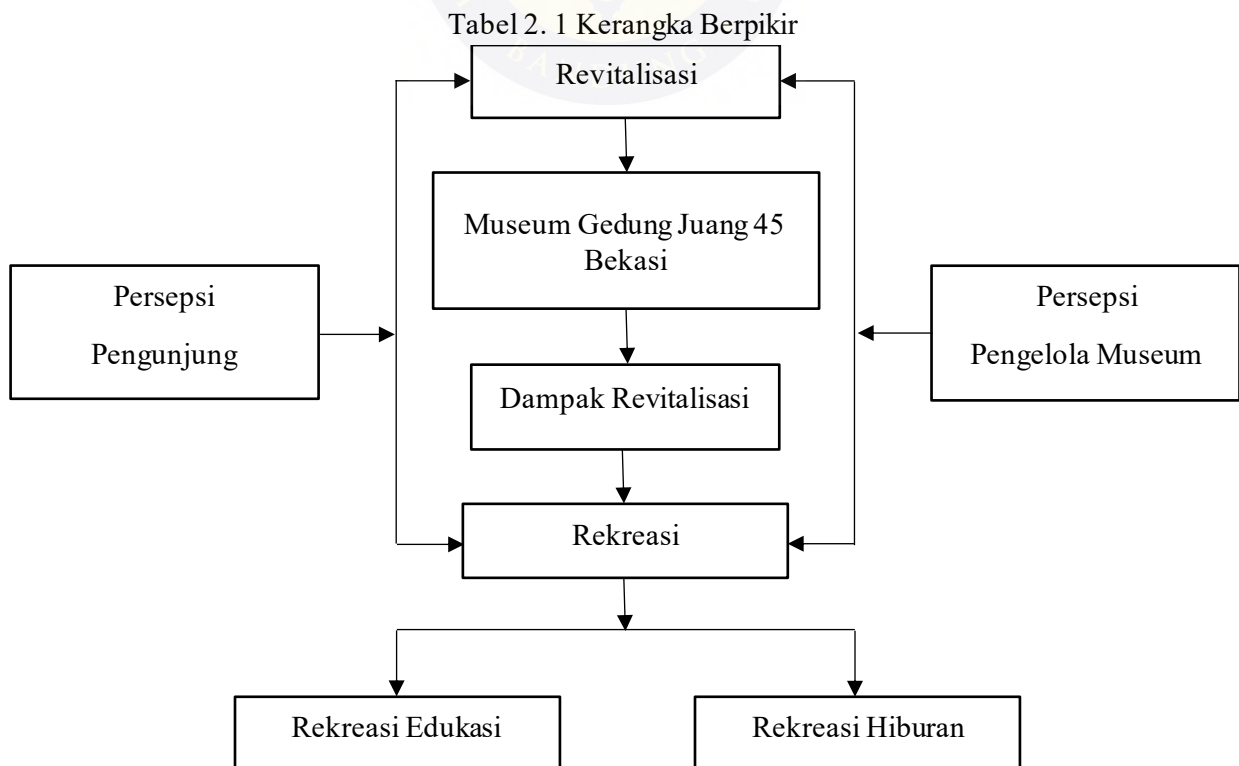 Tabel 2. 1 Kerangka Berpikir
Revitalisasi
Museum Gedung Juang 45
Bekasi
Persepsi
Pengunjung
Persepsi
Pengelola Museum
Dampak Revitalisasi
Rekreasi
Rekreasi Edukasi
Rekreasi Hiburan